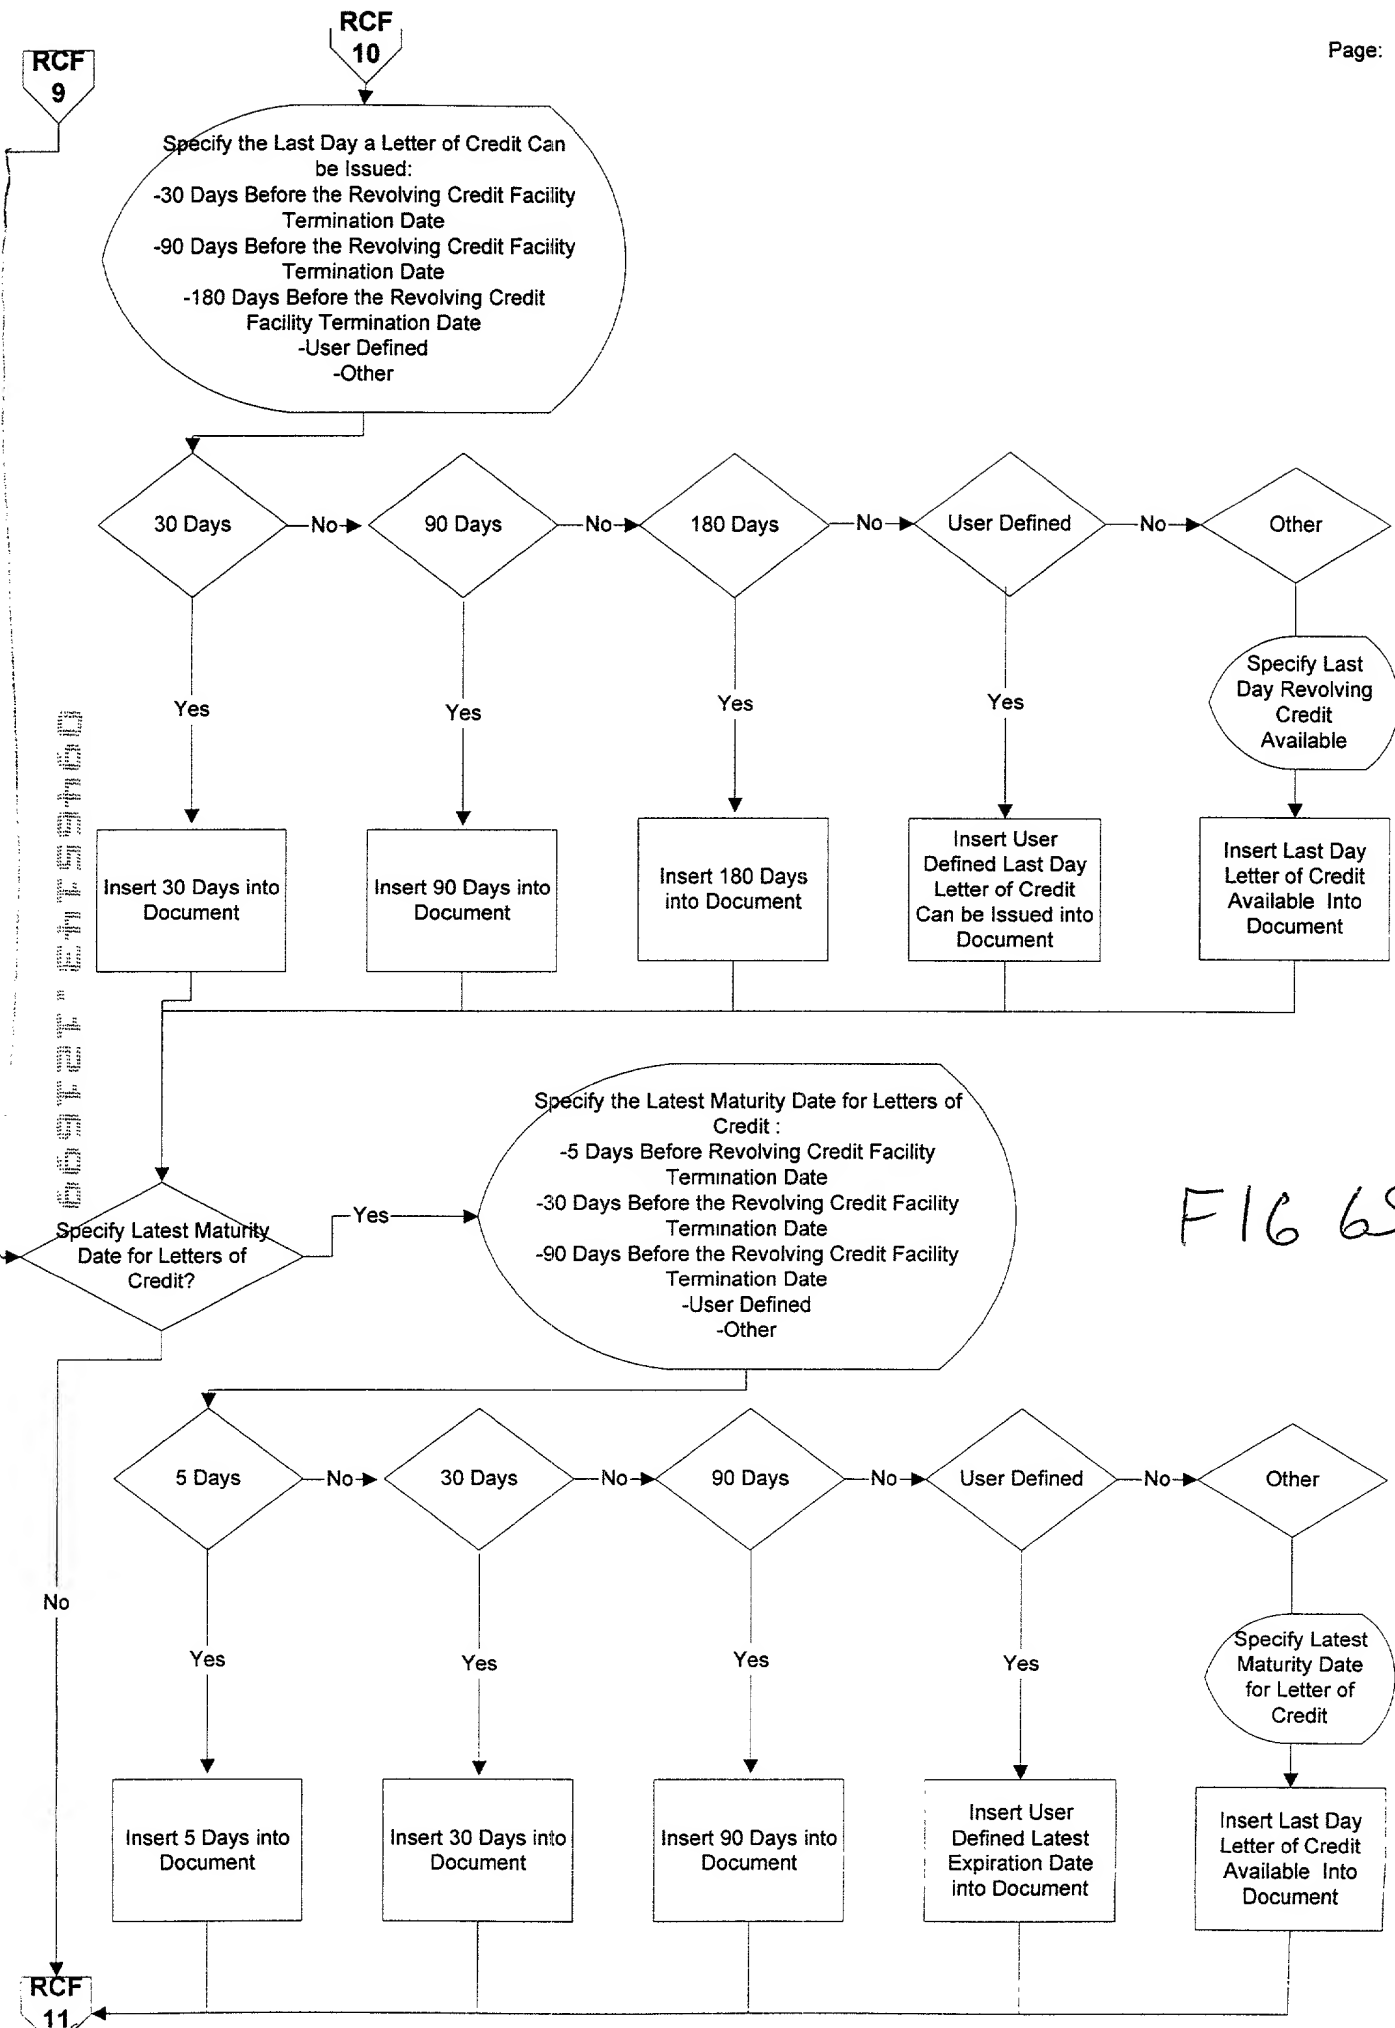 RCF
10
RCF
9
Page:
Specify the Last Day a Letter of Credit Can
be Issued:
-30 Days Before the Revolving Credit Facility
Termination Date
-90 Days Before the Revolving Credit Facility
Termination Date
-180 Days Before the Revolving Credit
Facility Termination Date
-User Defined
-Other
30 Days
No
90 Days
No
180 Days
No
User Defined
No
Other
Yes
Yes
Yes
Yes
Specify Last
Day Revolving
Credit
Available
Insert 30 Days into
Document
Insert 90 Days into
Document
Insert 180 Days
into Document
Insert User
Defined Last Day
Letter of Credit
Can be Issued into
Document
Insert Last Day
Letter of Credit
Available Into
Document
Specify Latest Maturity
Date for Letters of
Credit?
Yes
No
Specify the Latest Maturity Date for Letters of
Credit :
-5 Days Before Revolving Credit Facility
Termination Date
-30 Days Before the Revolving Credit Facility
Termination Date
-90 Days Before the Revolving Credit Facility
Termination Date
-User Defined
-Other
FIG
5 Days
No
30 Days
No
90 Days
No
User Defined
No
Other
Yes
Yes
Yes
Yes
Specify Latest
Maturity Date
for Letter of
Credit
Insert 5 Days into
Document
Insert 30 Days into
Document
Insert 90 Days into
Document
Insert User
Defined Latest
Expiration Date
into Document
Insert Last Day
Letter of Credit
Available Into
Document
RCF
11